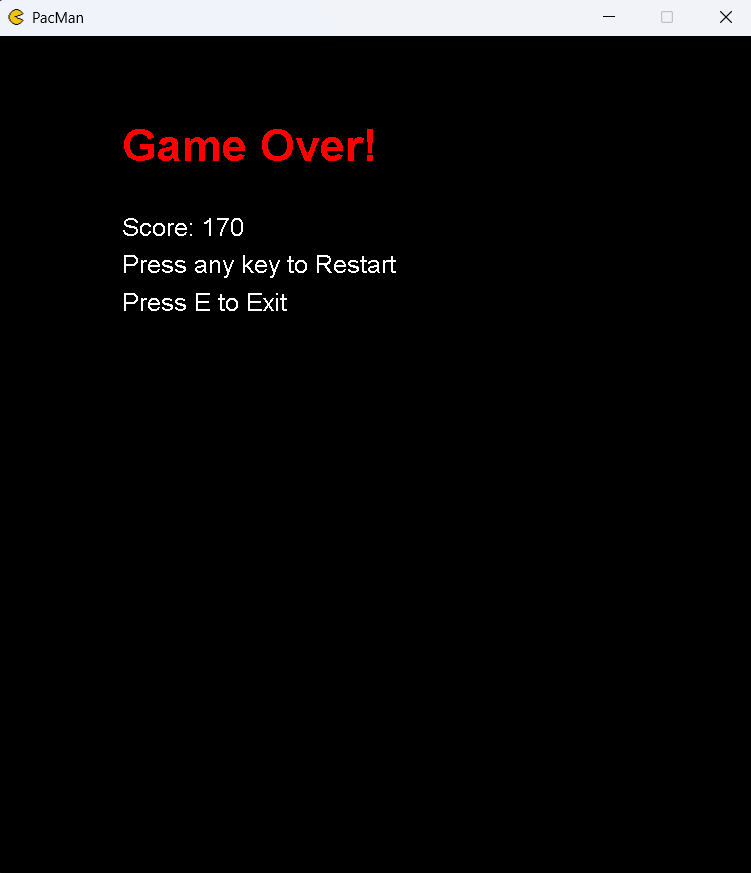 PacMan
Game Over!
Score: 170
Press any key to Restart
Press E to Exit